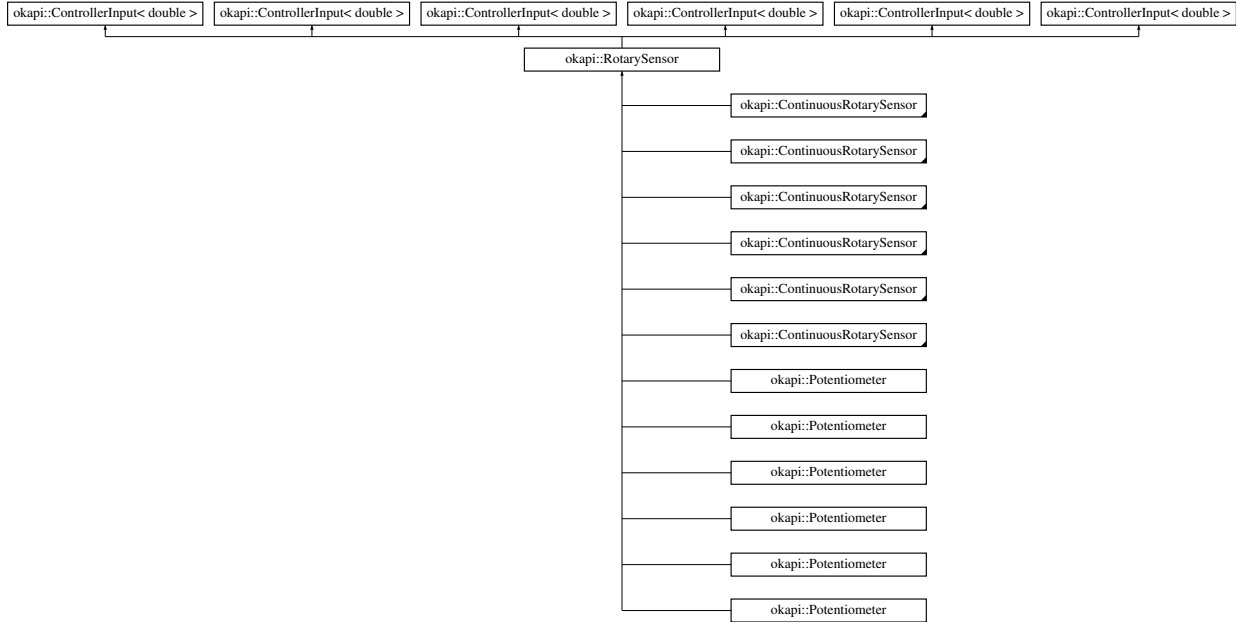 okapi::ControllerInput< double >
okapi::ControllerInput< double >
okapi::ControllerInput< double >
okapi::ControllerInput< double >
okapi::ControllerInput< double >
okapi::ControllerInput< double >
okapi::RotarySensor
okapi::ContinuousRotarySensor
okapi::ContinuousRotarySensor
okapi::ContinuousRotarySensor
okapi::ContinuousRotarySensor
okapi::ContinuousRotarySensor
okapi::ContinuousRotarySensor
okapi::Potentiometer
okapi::Potentiometer
okapi::Potentiometer
okapi::Potentiometer
okapi::Potentiometer
okapi::Potentiometer